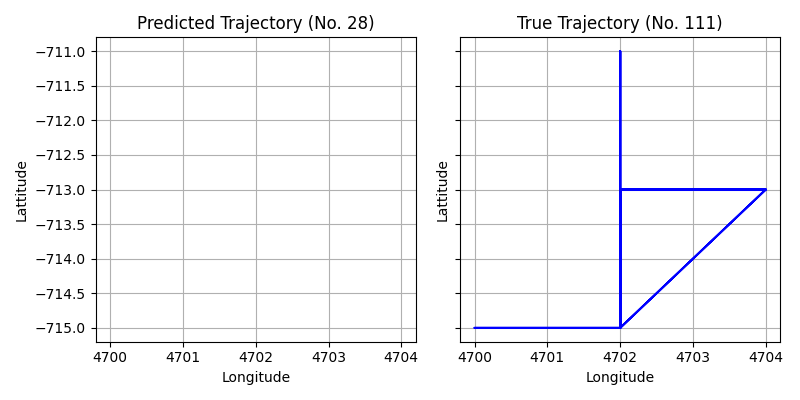 Predicted Trajectory (No. 28)
True Trajectory (No. 111)
−711.0
−711.5
−712.0
−712.5
−713.0
−713.5
−714.0
−714.5
−715.0
Lattitude
Lattitude
4700 4701 4702 4703 4704
4700 4701 4702 4703 4704
Longitude
Longitude